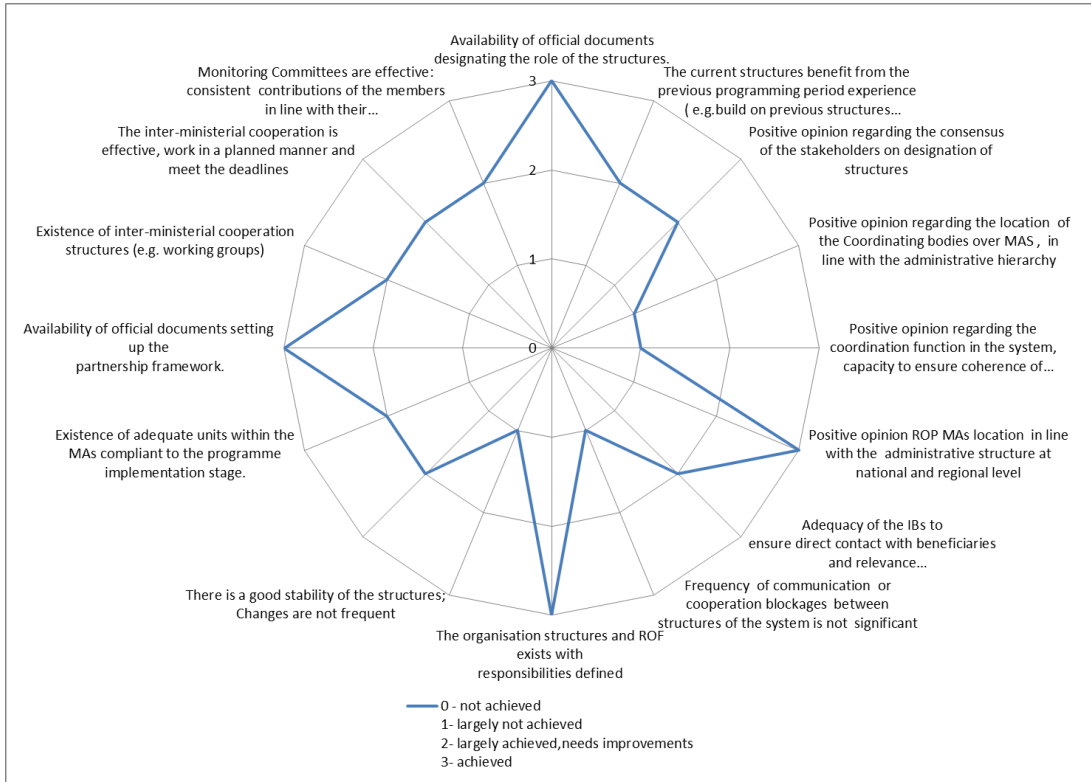 Availability of official documents
designating the role of the structures.
The current structures benefit from the
previous programming period experience
( e.g.build on previous structures...
Positive opinion regarding the consensus
of the stakeholders on designation of
structures
Positive opinion regarding the location of
the Coordinating bodies over MAS , in
line with the administrative hierarchy
Positive opinion regarding the
coordination function in the system,
capacity to ensure coherence of...
Positive opinion ROP MAs location in line
with the administrative structure at
national and regional level
Adequacy of the IBs to
ensure direct contact with beneficiaries
and relevance...
Frequency of communication or
cooperation blockages between
structures of the system is not significant
The organisation structures and ROF
exists with
responsibilities defined
There is a good stability of the structures;
Changes are not frequent
Existence of adequate units within the
MAs compliant to the programme
implementation stage.
Availability of official documents setting
up the
partnership framework.
Existence of inter-ministerial cooperation
structures (e.g. working groups)
The inter-ministerial cooperation is
effective, work in a planned manner and
meet the deadlines
Monitoring Committees are effective:
consistent contributions of the members
in line with their...
3
2
1
0
0 - not achieved
1- largely not achieved
2- largely achieved,needs improvements
3- achieved